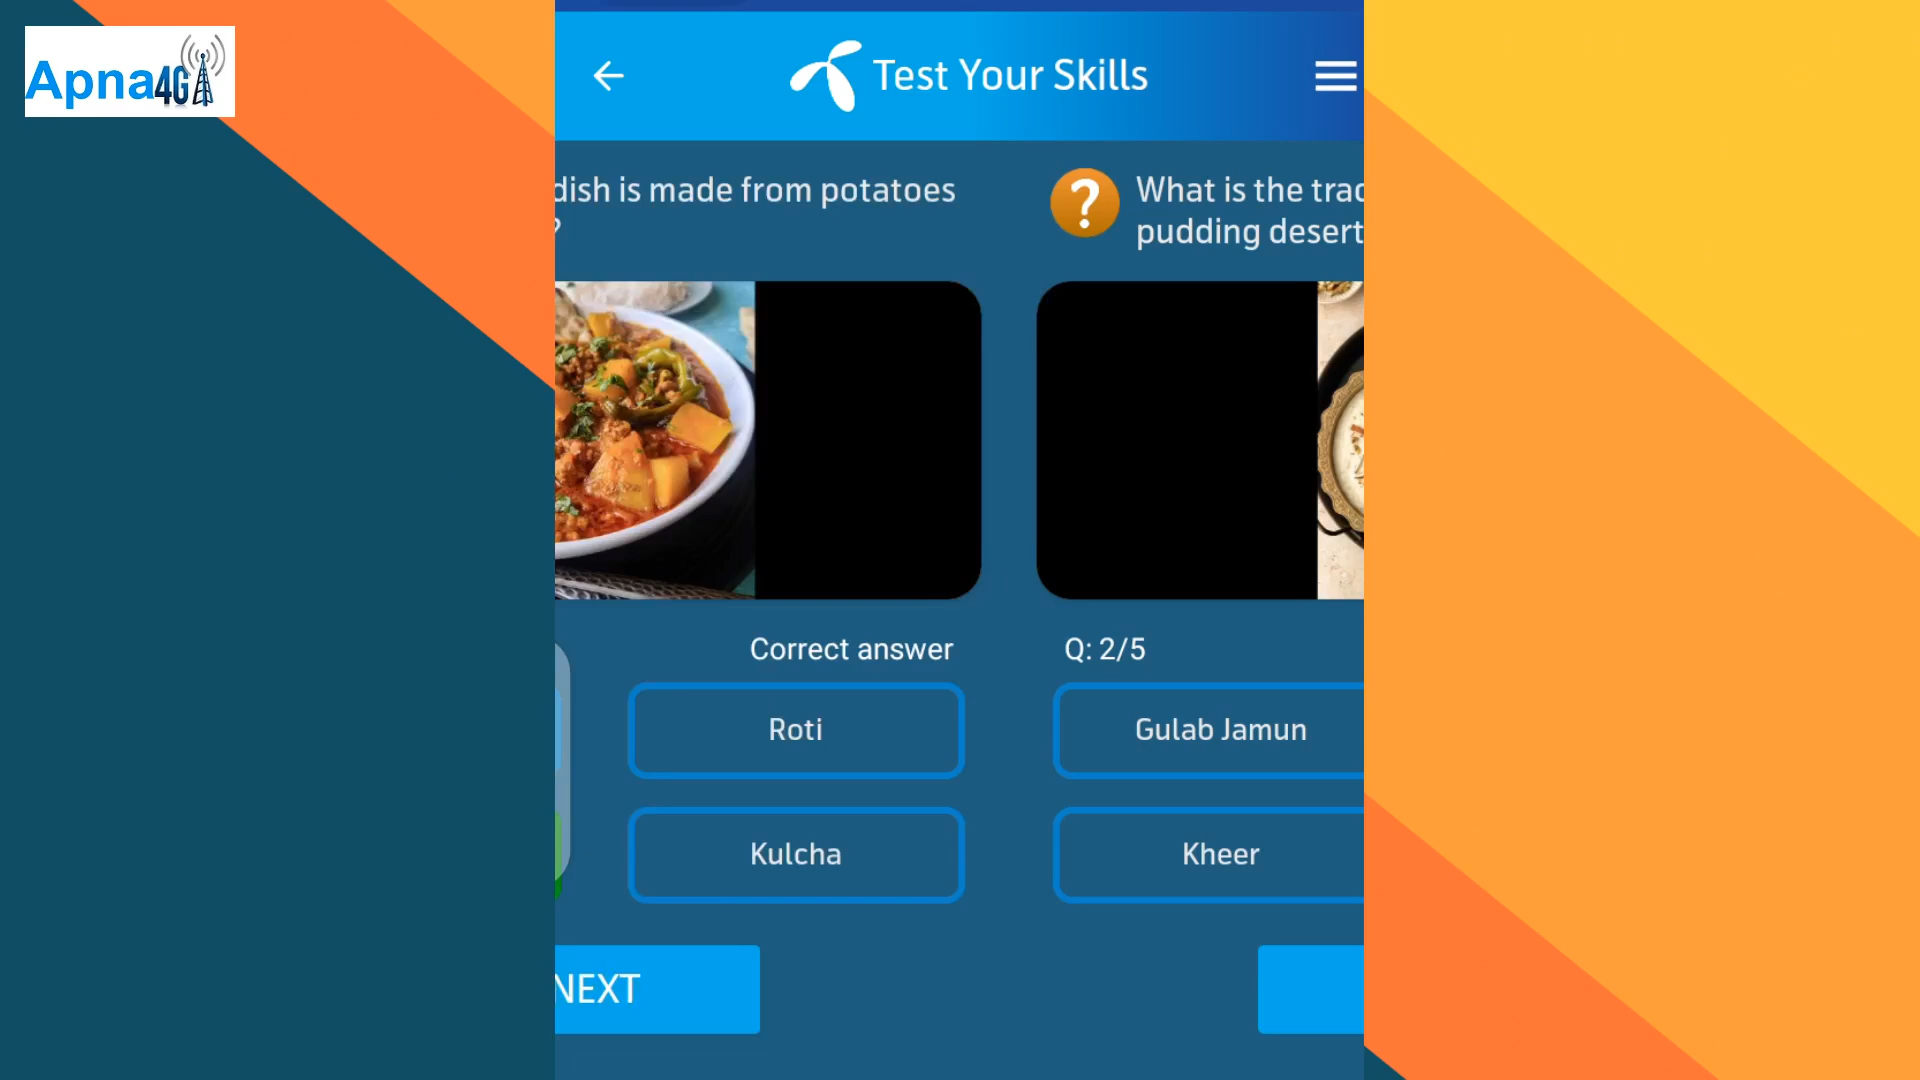 Apna4G
Test Your Skills
dish is made from potatoes
?
What is the
pudding desert
Correct answer
Q: 2/5
Roti
Gulab Jamun
Kulcha
Kheer
NEXT